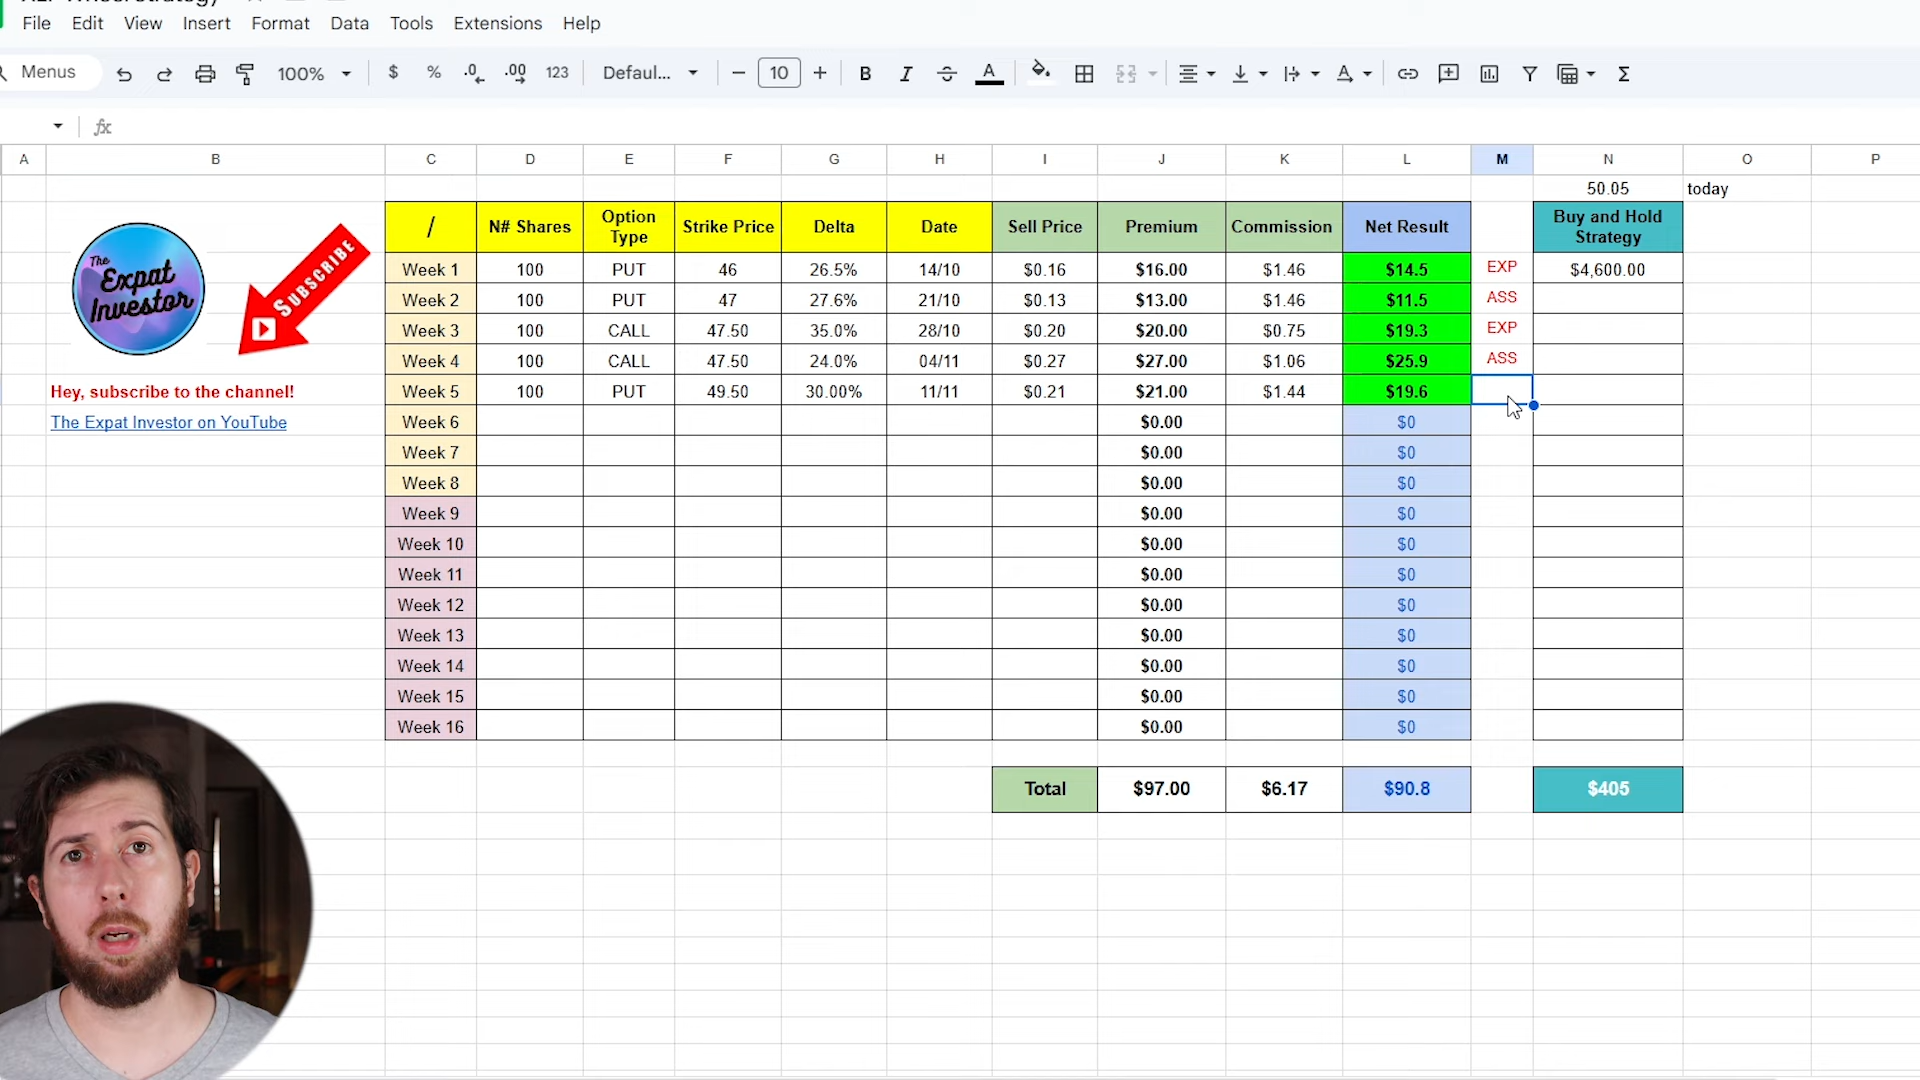 File Edit View Insert Format Data Tools Extensions Help
Menus 100% $ % .0 .00 123 Defaul... 10 B I A
fx
A B C D E F G H I J K L M N O P
50.05 today
/ N# Shares Option Type Strike Price Delta Date Sell Price Premium Commission Net Result Buy and Hold Strategy
The Expat Investor
SUBSCRIBE
Week 1 100 PUT 46 26.5% 14/10 $0.16 $16.00 $1.46 $14.5 EXP $4,600.00
Week 2 100 PUT 47 27.6% 21/10 $0.13 $13.00 $1.46 $11.5 ASS
Week 3 100 CALL 47.50 35.0% 28/10 $0.20 $20.00 $0.75 $19.3 EXP
Week 4 100 CALL 47.50 24.0% 04/11 $0.27 $27.00 $1.06 $25.9 ASS
Hey, subscribe to the channel! Week 5 100 PUT 49.50 30.00% 11/11 $0.21 $21.00 $1.44 $19.6
The Expat Investor on YouTube Week 6 $0.00 $0
Week 7 $0.00 $0
Week 8 $0.00 $0
Week 9 $0.00 $0
Week 10 $0.00 $0
Week 11 $0.00 $0
Week 12 $0.00 $0
Week 13 $0.00 $0
Week 14 $0.00 $0
Week 15 $0.00 $0
Week 16 $0.00 $0
Total $97.00 $6.17 $90.8 $405